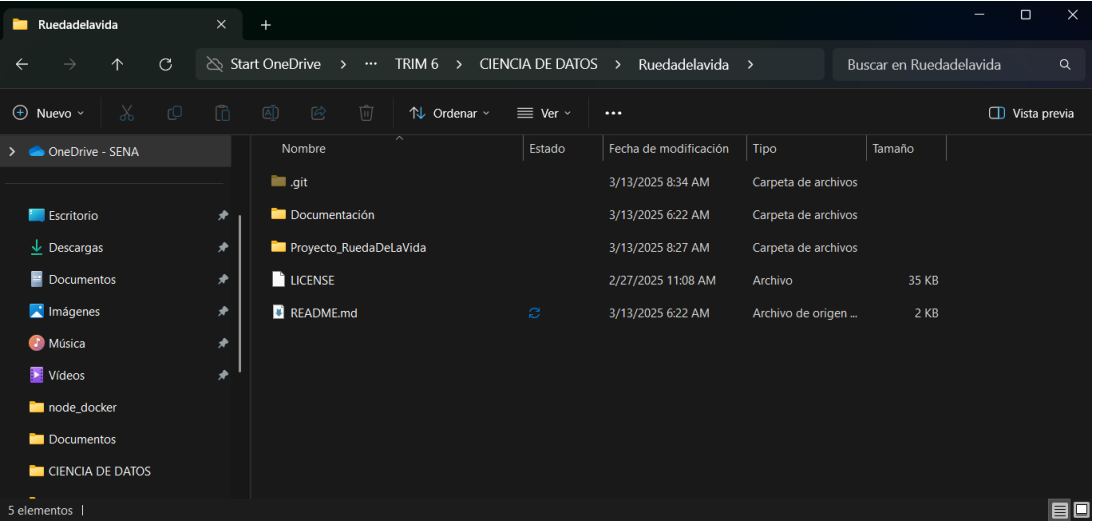 Ruedadelavida
Start OneDrive > ... TRIM 6 > CIENCIA DE DATOS > Ruedadelavida >
Buscar en Ruedadelavida
Nuevo
Ordenar
Ver
Vista previa
OneDrive - SENA
Escritorio
Descargas
Documentos
Imágenes
Música
Vídeos
node_docker
Documentos
CIENCIA DE DATOS
Nombre Estado Fecha de modificación Tipo Tamaño
.git 3/13/2025 8:34 AM Carpeta de archivos
Documentación 3/13/2025 6:22 AM Carpeta de archivos
Proyecto_RuedaDeLaVida 3/13/2025 8:27 AM Carpeta de archivos
LICENSE 2/27/2025 11:08 AM Archivo 35 KB
README.md 3/13/2025 6:22 AM Archivo de origen ... 2 KB
5 elementos